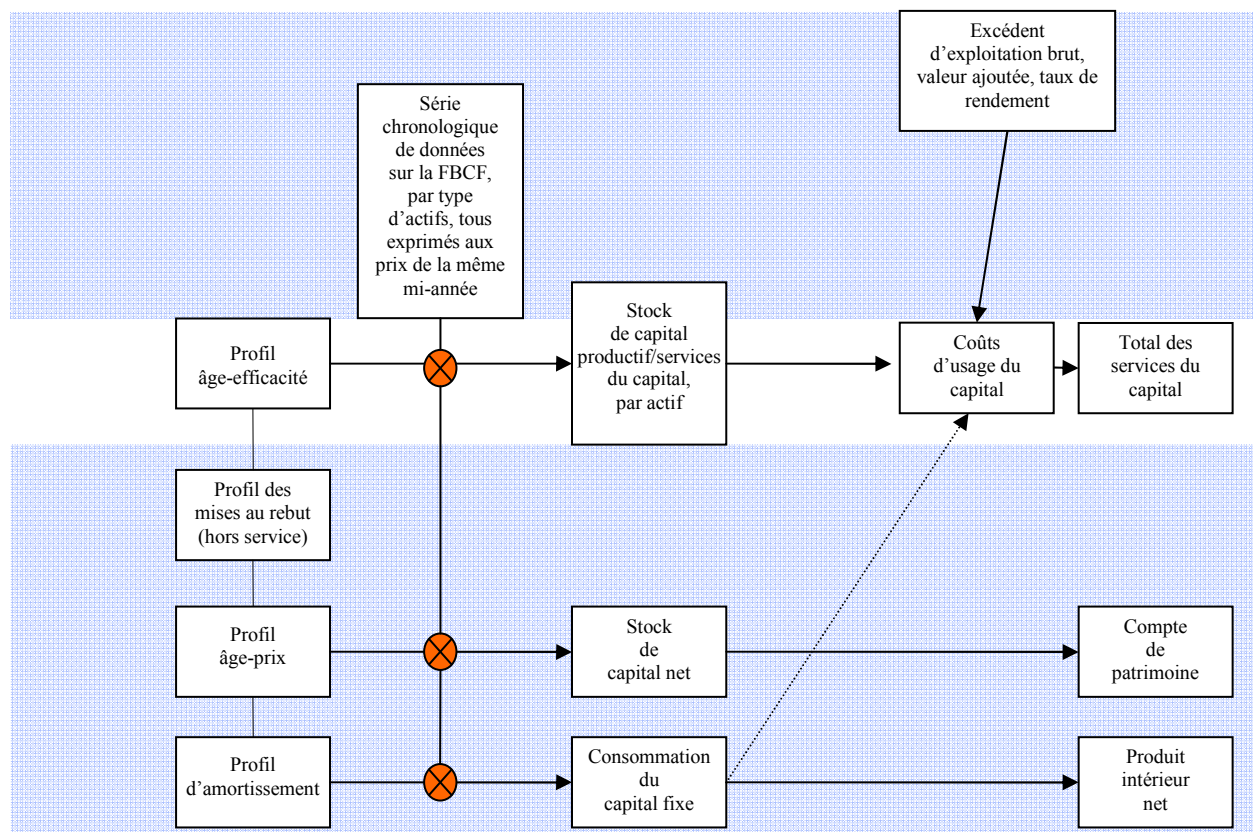 Excédent
d’exploitation brut,
valeur ajoutée, taux de
rendement
Série
chronologique
de données
sur la FBCF,
par type
d’actifs, tous
exprimés aux
prix de la même
mi-année
Profil
âge-efficacité
Stock
de capital
productif/services
du capital,
par actif
Coûts
d’usage du
capital
Total des
services du
capital
Profil des
mises au rebut
(hors service)
Profil
âge-prix
Stock
de
capital net
Compte
de
patrimoine
Profil
d’amortissement
Consommation
du
capital fixe
Produit
intérieur
net